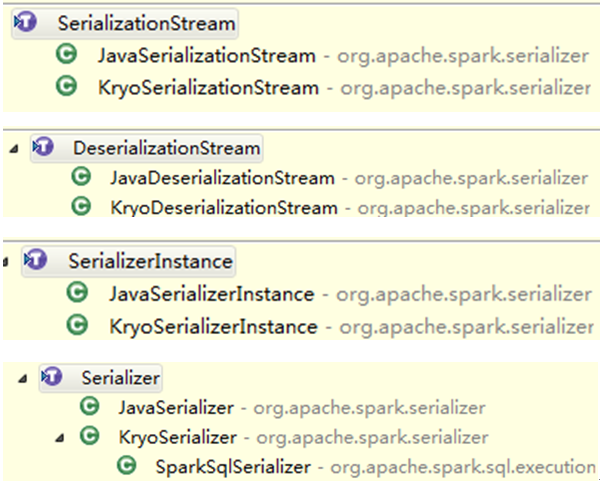 SerializationStream
JavaSerializationStream - org.apache.spark.serializer
KryoSerializationStream - org.apache.spark.serializer
DeserializationStream
JavaDeserializationStream - org.apache.spark.serializer
KryoDeserializationStream - org.apache.spark.serializer
SerializerInstance
JavaSerializerInstance - org.apache.spark.serializer
KryoSerializerInstance - org.apache.spark.serializer
Serializer
JavaSerializer - org.apache.spark.serializer
KryoSerializer - org.apache.spark.serializer
SparkSqlSerializer - org.apache.spark.sql.execution